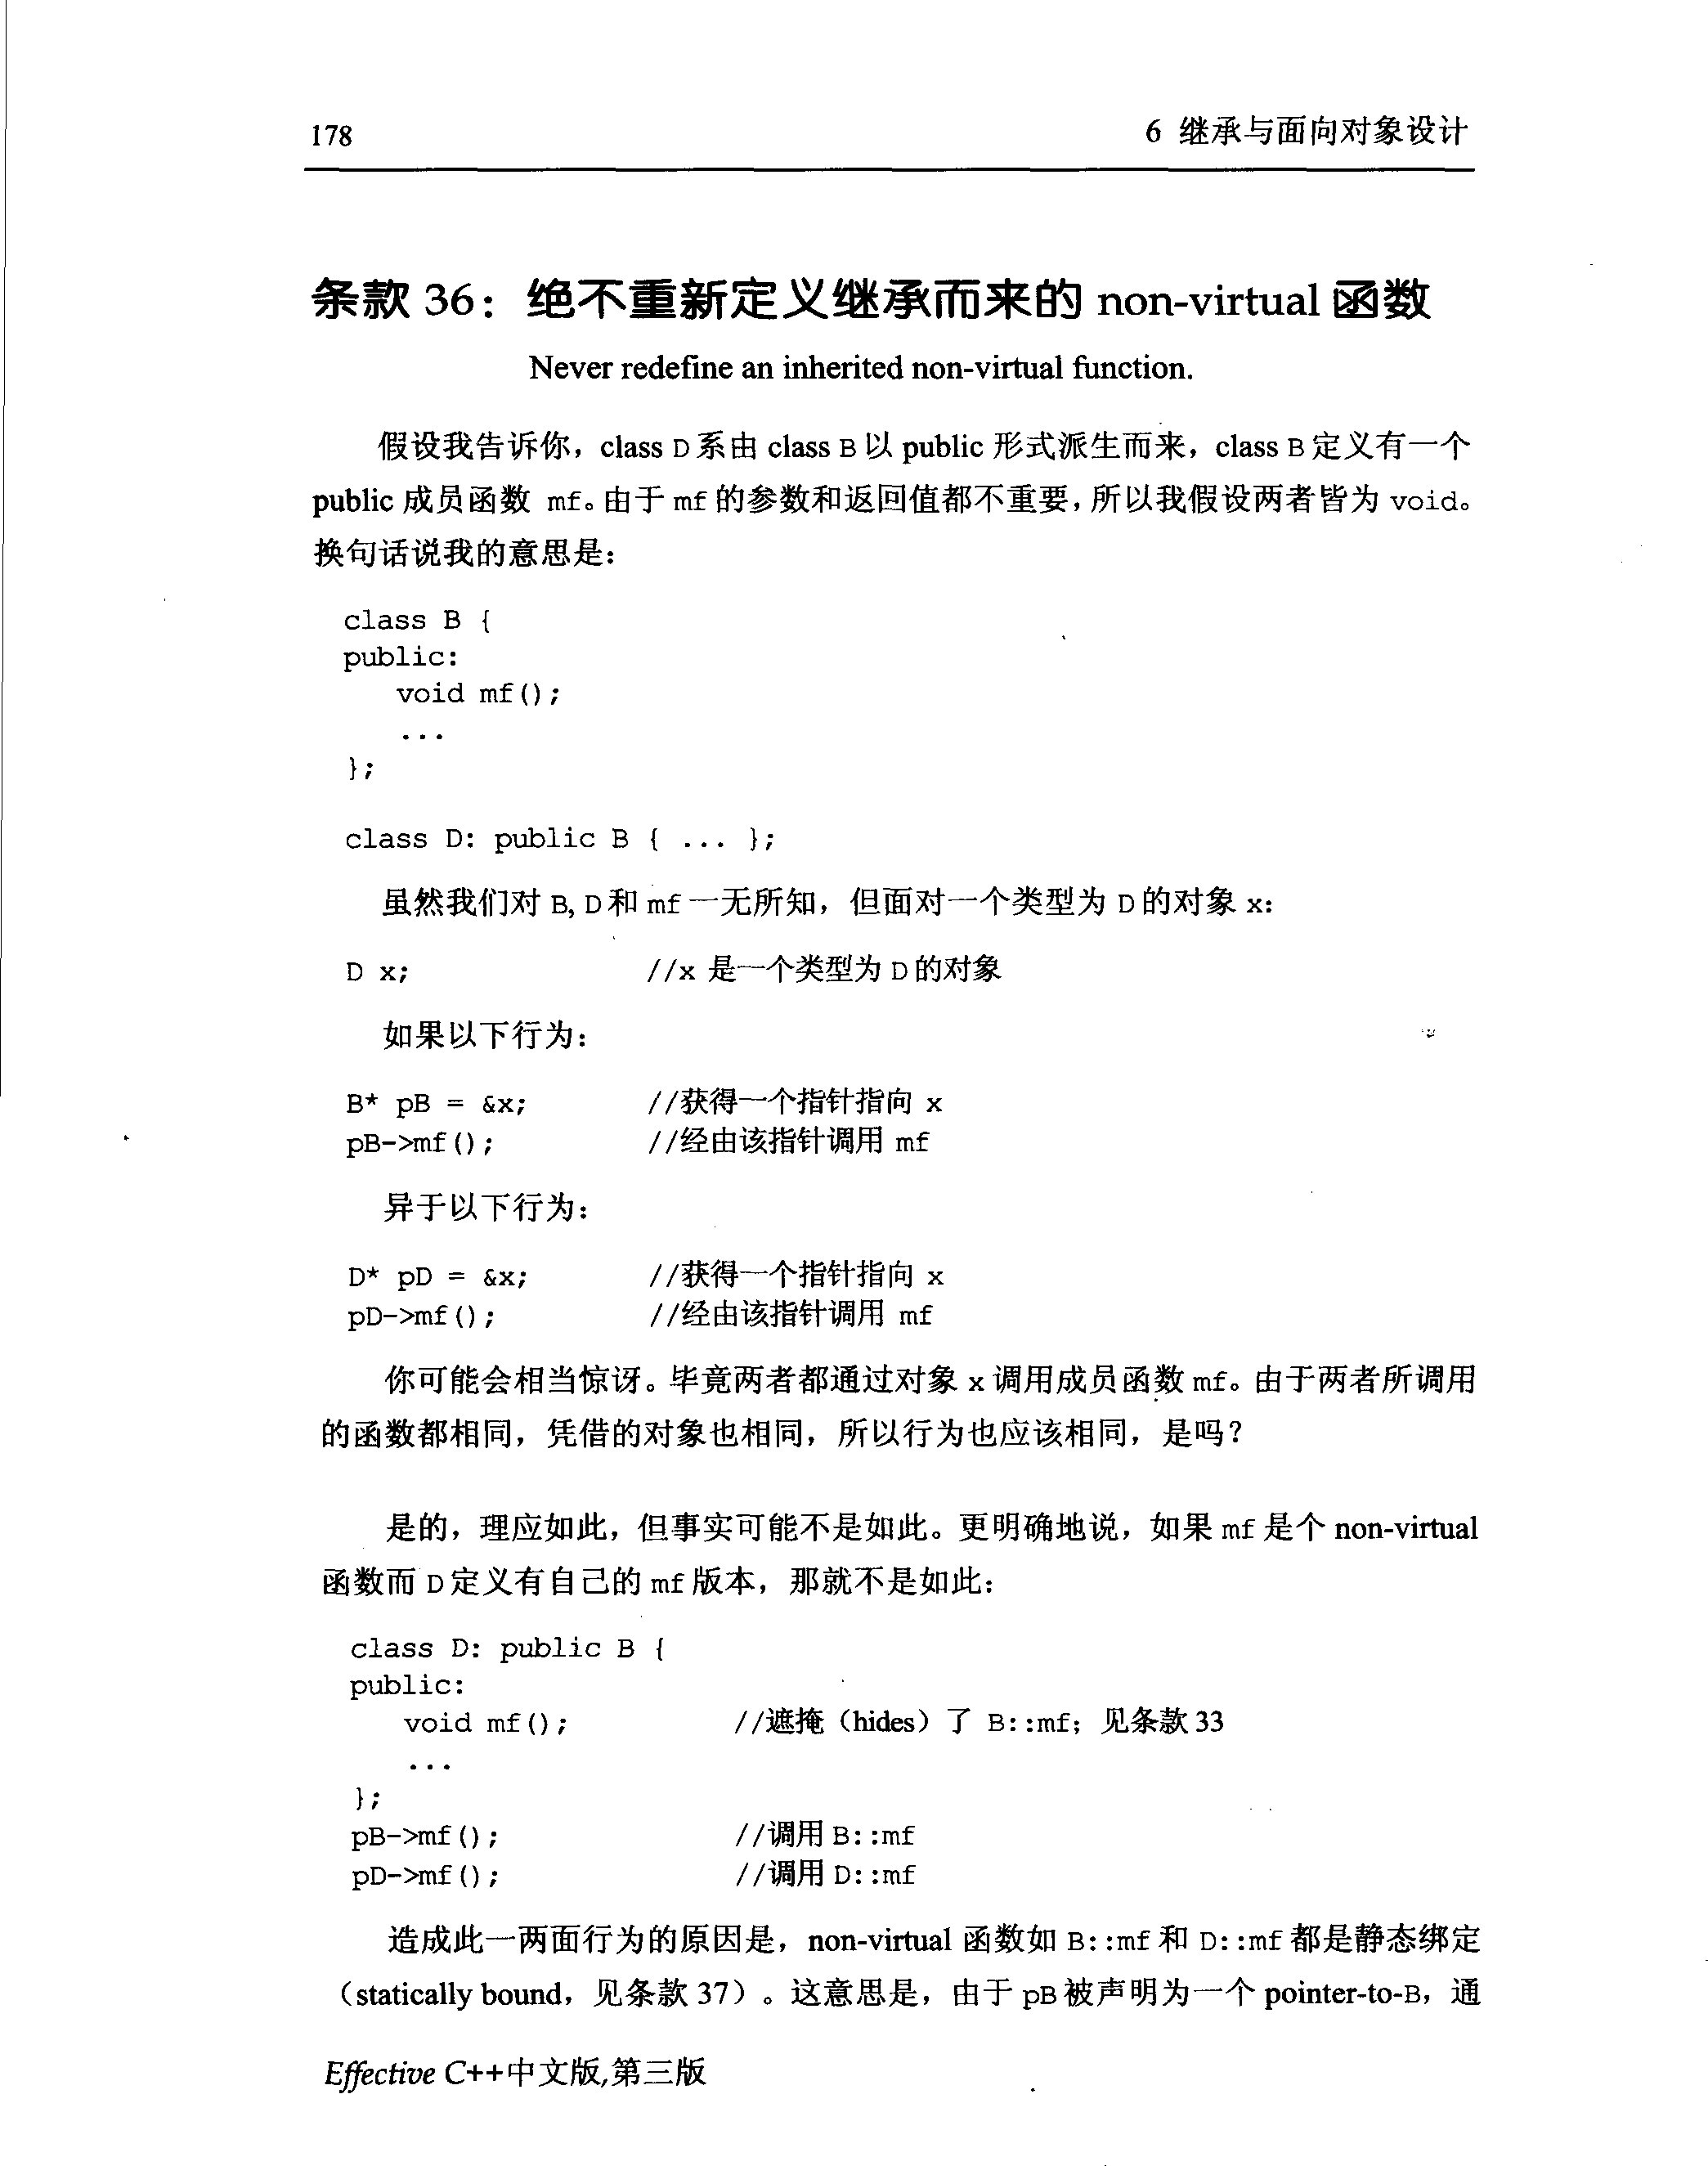 178
6 继承与面向对象设计
条款 36：绝不重新定义继承而来的 non-virtual 函数
Never redefine an inherited non-virtual function.
假设我告诉你，class D 系由 class B 以 public 形式派生而来，class B 定义有一个
public 成员函数 mf。由于 mf 的参数和返回值都不重要，所以我假设两者皆为 void。
换句话说我的意思是：
class B {
public:
    void mf();
    ...
};
class D: public B { ... };
虽然我们对 B, D 和 mf 一无所知，但面对一个类型为 D 的对象 x：
D x;    //x 是一个类型为 D 的对象
如果以下行为：
B* pB = &x;    //获得一个指针指向 x
pB->mf();    //经由该指针调用 mf
异于以下行为：
D* pD = &x;    //获得一个指针指向 x
pD->mf();    //经由该指针调用 mf
你可能会相当惊讶。毕竟两者都通过对象 x 调用成员函数 mf。由于两者所调用
的函数都相同，凭借的对象也相同，所以行为也应该相同，是吗？
是的，理应如此，但事实可能不是如此。更明确地说，如果 mf 是个 non-virtual
函数而 D 定义有自己的 mf 版本，那就不是如此：
class D: public B {
public:
    void mf();    //遮掩（hides）了 B::mf；见条款 33
    ...
};
pB->mf();    //调用 B::mf
pD->mf();    //调用 D::mf
造成此一两面行为的原因是，non-virtual 函数如 B::mf 和 D::mf 都是静态绑定
（statically bound，见条款 37）。这意思是，由于 pB 被声明为一个 pointer-to-B，通
Effective C++中文版,第三版